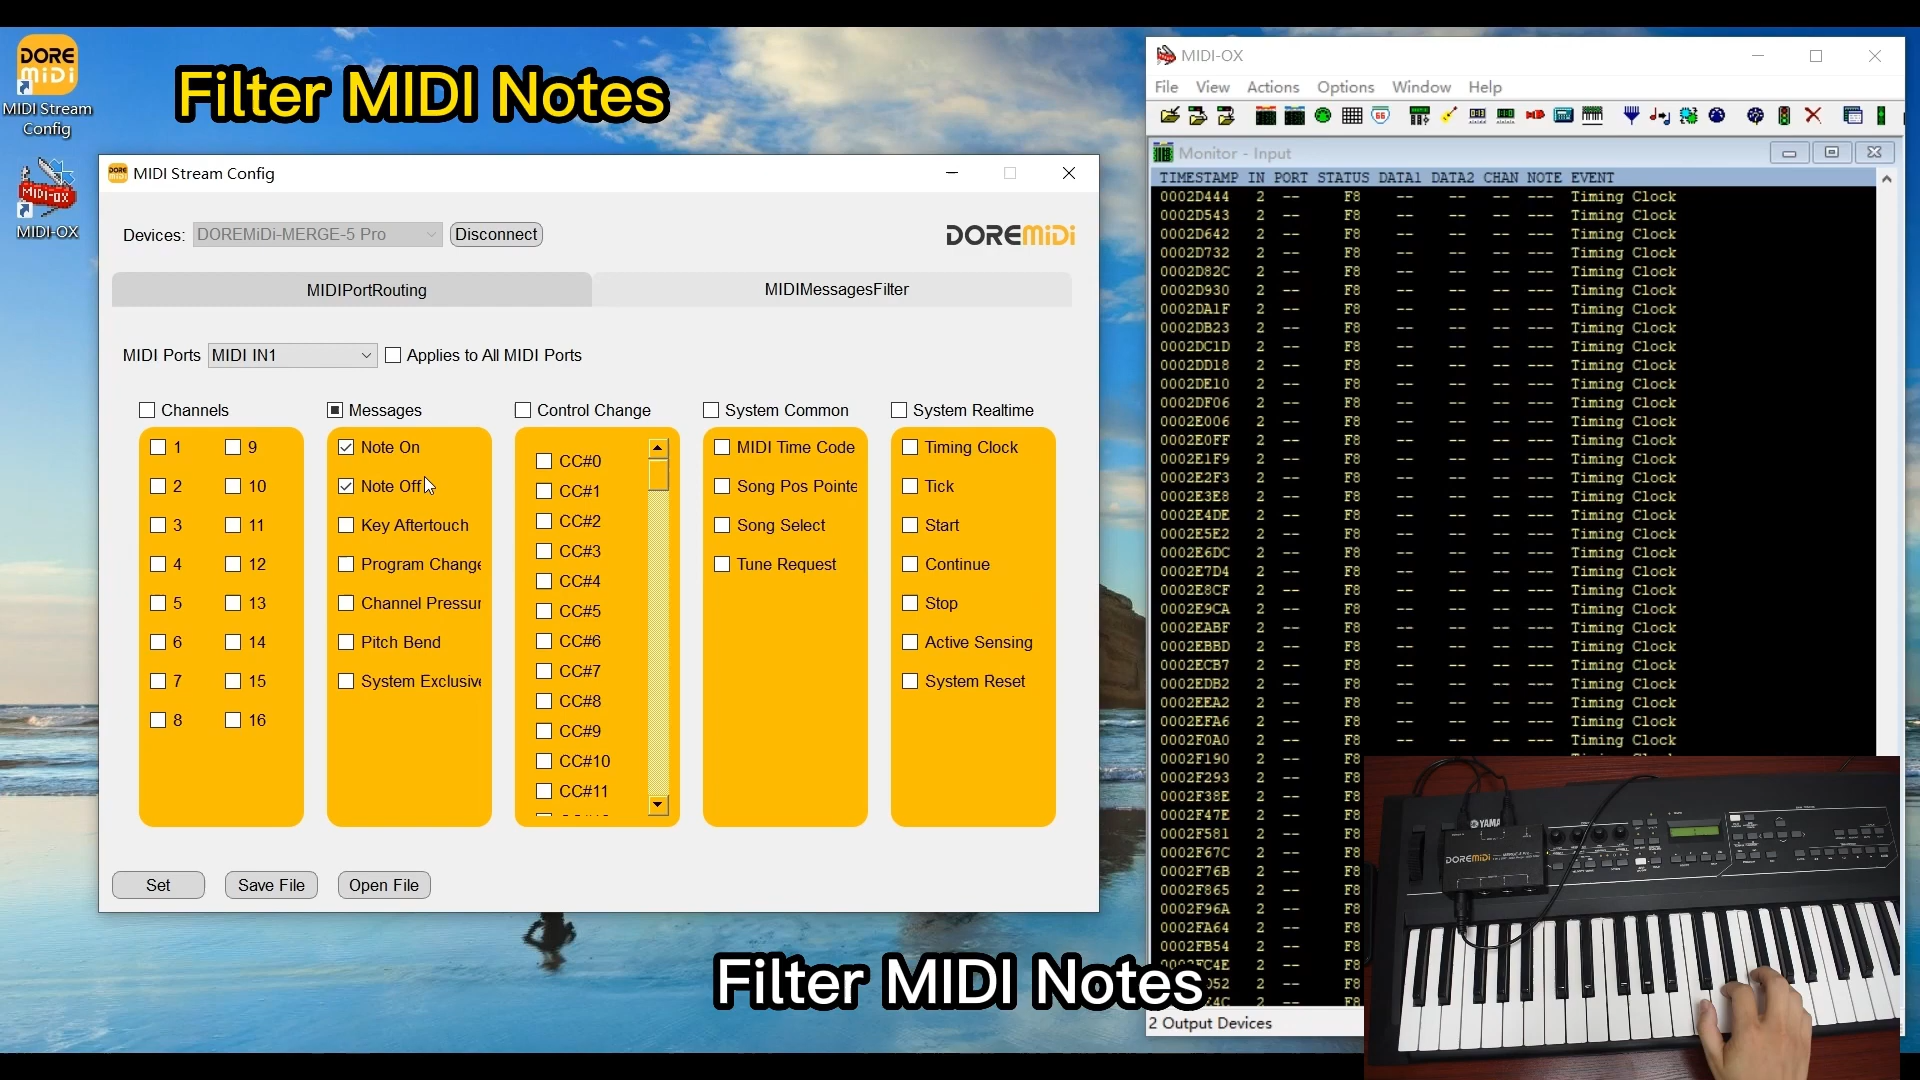 DORE
MiDi
MIDI Stream
Config
MIDI-OX
MIDI-OX
Filter MIDI Notes
MIDI Stream Config
Devices: DOREMiDi-MERGE-5 Pro Disconnect
DOREMiDi
MIDIPortRouting MIDIMessagesFilter
MIDI Ports MIDI IN1 Applies to All MIDI Ports
Channels Messages Control Change System Common System Realtime
1 9
2 10
3 11
4 12
5 13
6 14
7 15
8 16
Note On
Note Off
Key Aftertouch
Program Change
Channel Pressur
Pitch Bend
System Exclusive
CC#0
CC#1
CC#2
CC#3
CC#4
CC#5
CC#6
CC#7
CC#8
CC#9
CC#10
CC#11
MIDI Time Code
Song Pos Pointe
Song Select
Tune Request
Timing Clock
Tick
Start
Continue
Stop
Active Sensing
System Reset
Set Save File Open File
Filter MIDI Notes
MIDI-OX
File View Actions Options Window Help
Monitor - Input
TIMESTAMP IN PORT STATUS DATA1 DATA2 CHAN NOTE EVENT
0002D444 2 -- F8 -- -- -- --- Timing Clock
0002D543 2 -- F8 -- -- -- --- Timing Clock
0002D642 2 -- F8 -- -- -- --- Timing Clock
0002D732 2 -- F8 -- -- -- --- Timing Clock
0002D82C 2 -- F8 -- -- -- --- Timing Clock
0002D930 2 -- F8 -- -- -- --- Timing Clock
0002DA1F 2 -- F8 -- -- -- --- Timing Clock
0002DB23 2 -- F8 -- -- -- --- Timing Clock
0002DC1D 2 -- F8 -- -- -- --- Timing Clock
0002DD18 2 -- F8 -- -- -- --- Timing Clock
0002DE10 2 -- F8 -- -- -- --- Timing Clock
0002DF06 2 -- F8 -- -- -- --- Timing Clock
0002E006 2 -- F8 -- -- -- --- Timing Clock
0002E0FF 2 -- F8 -- -- -- --- Timing Clock
0002E1F9 2 -- F8 -- -- -- --- Timing Clock
0002E2F3 2 -- F8 -- -- -- --- Timing Clock
0002E3E8 2 -- F8 -- -- -- --- Timing Clock
0002E4DE 2 -- F8 -- -- -- --- Timing Clock
0002E5E2 2 -- F8 -- -- -- --- Timing Clock
0002E6DC 2 -- F8 -- -- -- --- Timing Clock
0002E7D4 2 -- F8 -- -- -- --- Timing Clock
0002E8CF 2 -- F8 -- -- -- --- Timing Clock
0002E9CA 2 -- F8 -- -- -- --- Timing Clock
0002EABF 2 -- F8 -- -- -- --- Timing Clock
0002EBBD 2 -- F8 -- -- -- --- Timing Clock
0002ECB7 2 -- F8 -- -- -- --- Timing Clock
0002EDB2 2 -- F8 -- -- -- --- Timing Clock
0002EEA2 2 -- F8 -- -- -- --- Timing Clock
0002EFA6 2 -- F8 -- -- -- --- Timing Clock
0002F0A0 2 -- F8 -- -- -- --- Timing Clock
0002F190 2 -- F8
0002F293 2 -- F8
0002F38E 2 -- F8
0002F47E 2 -- F8
0002F581 2 -- F8
0002F67C 2 -- F8
0002F76B 2 -- F8
0002F865 2 -- F8
0002F96A 2 -- F8
0002FA64 2 -- F8
0002FB54 2 -- F8
2 -- F8
2 -- F8
2 -- F8
2 Output Devices
YAMA
DOREMiDi